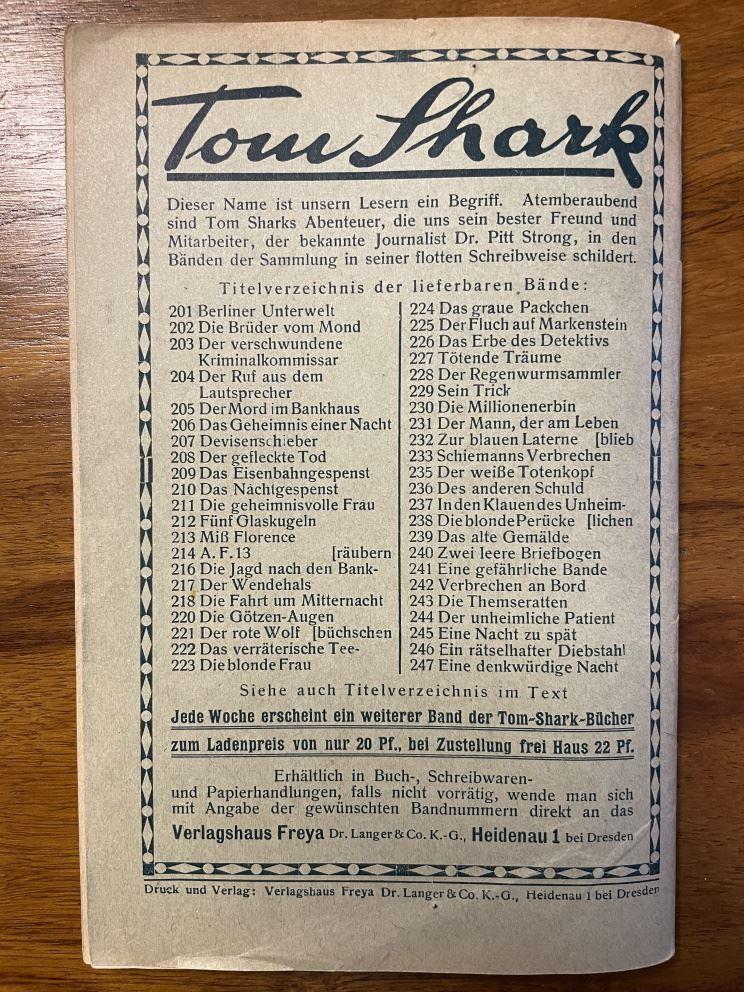 Tom Shark
Dieser Name ist unsern Lesern ein Begriff. Atemberaubend
sind Tom Sharks Abenteuer, die uns sein bester Freund und
Mitarbeiter, der bekannte Journalist Dr. Pitt Strong, in den
Bänden der Sammlung in seiner flotten Schreibweise schildert.
Titelverzeichnis der lieferbaren Bände:
201 Berliner Unterwelt
202 Die Brüder vom Mond
203 Der verschwundene
Kriminalkommissar
204 Der Ruf aus dem
Lautsprecher
205 Der Mord im Bankhaus
206 Das Geheimnis einer Nacht
207 Devisenschieber
208 Der gefleckte Tod
209 Das Eisenbahngespenst
210 Das Nachtgespenst
211 Die geheimnisvolle Frau
212 Fünf Glaskugeln
213 Miß Florence
214 A. F. 13 [räubern
216 Die Jagd nach den Bank-
217 Der Wendehals
218 Die Fahrt um Mitternacht
220 Die Götzen-Augen
221 Der rote Wolf [büchschen
222 Das verräterische Tee-
223 Die blonde Frau
224 Das graue Päckchen
225 Der Fluch auf Markenstein
226 Das Erbe des Detektivs
227 Tötende Träume
228 Der Regenwurmsammler
229 Sein Trick
230 Die Millionenerbin
231 Der Mann, der am Leben
232 Zur blauen Laterne [blieb
233 Schiemanns Verbrechen
235 Der weiße Totenkopf
236 Des anderen Schuld
237 In den Klauen des Unheim-
238 Die blonde Perücke [lichen
239 Das alte Gemälde
240 Zwei leere Briefbogen
241 Eine gefährliche Bande
242 Verbrechen an Bord
243 Die Themseratten
244 Der unheimliche Patient
245 Eine Nacht zu spät
246 Ein rätselhafter Diebstahl
247 Eine denkwürdige Nacht
Siehe auch Titelverzeichnis im Text
Jede Woche erscheint ein weiterer Band der Tom-Shark-Bücher
zum Ladenpreis von nur 20 Pf., bei Zustellung frei Haus 22 Pf.
Erhältlich in Buch-, Schreibwaren-
und Papierhandlungen, falls nicht vorrätig, wende man sich
mit Angabe der gewünschten Bandnummern direkt an das
Verlagshaus Freya Dr. Langer & Co. K.-G., Heidenau 1 bei Dresden
Druck und Verlag: Verlagshaus Freya Dr. Langer & Co. K.-G., Heidenau 1 bei Dresden